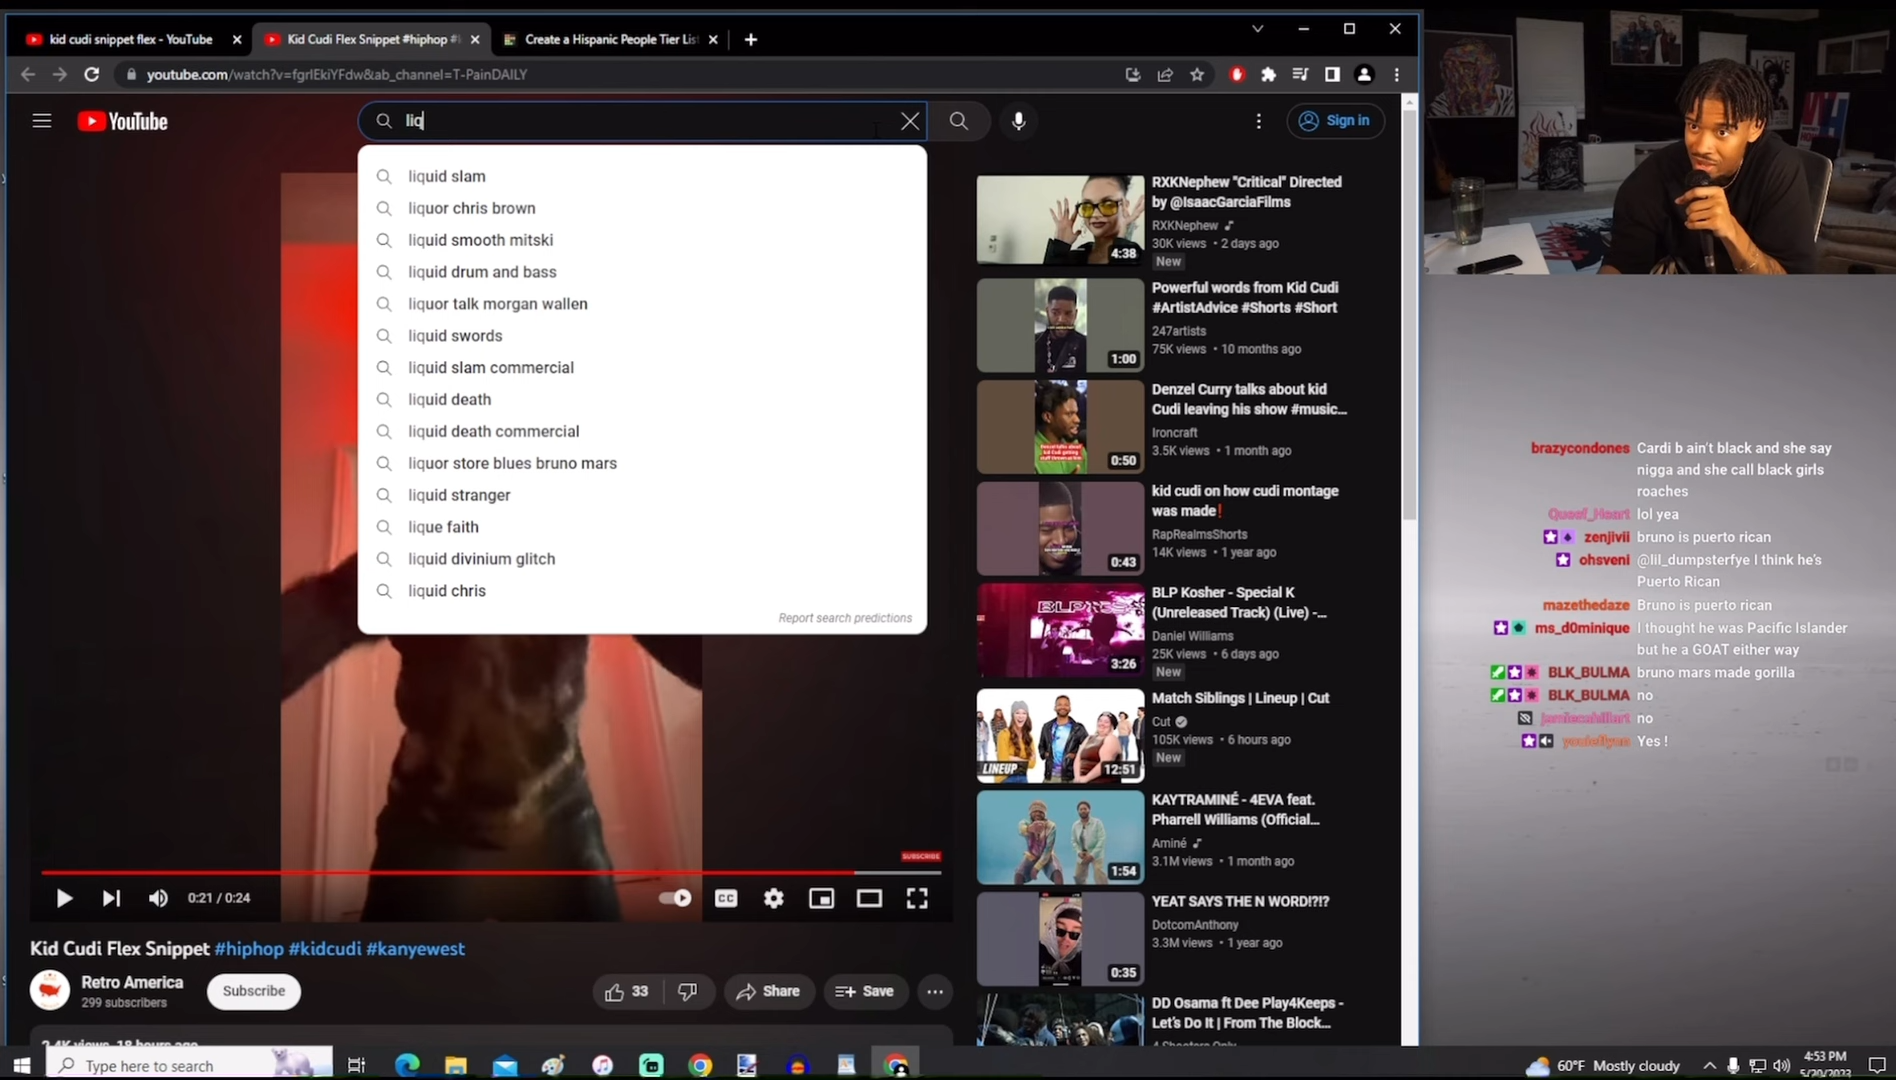 kid cudi snippet flex - YouTube
Kid Cudi Flex Snippet #hiphop #
Create a Hispanic People Tier List
youtube.com/watch?v=fgrIEkiYFdw&ab_channel=T-PainDAILY
YouTube
liq
Sign in
liquid slam
liquor chris brown
liquid smooth mitski
liquid drum and bass
liquor talk morgan wallen
liquid swords
liquid slam commercial
liquid death
liquid death commercial
liquor store blues bruno mars
liquid stranger
lique faith
liquid divinium glitch
liquid chris
Report search predictions
SUBSCRIBE
0:21 / 0:24
CC
Kid Cudi Flex Snippet #hiphop #kidcudi #kanyewest
Retro America
299 subscribers
Subscribe
33
Share
Save
2.4K views 18 hours ago
RXKNephew "Critical" Directed
by @IsaacGarciaFilms
RXKNephew
30K views • 2 days ago
New
4:38
Powerful words from Kid Cudi
#ArtistAdvice #Shorts #Short
247artists
75K views • 10 months ago
1:00
Denzel Curry talks about kid
Cudi leaving his show #music...
Ironcraft
3.5K views • 1 month ago
0:50
kid cudi on how cudi montage
was made❗
RapRealmsShorts
14K views • 1 year ago
0:43
BLP Kosher - Special K
(Unreleased Track) (Live) -...
Daniel Williams
25K views • 6 days ago
New
3:26
Match Siblings | Lineup | Cut
Cut
105K views • 6 hours ago
New
LINEUP
12:51
KAYTRAMINÉ - 4EVA feat.
Pharrell Williams (Official...
Aminé
3.1M views • 1 month ago
1:54
YEAT SAYS THE N WORD!?!?
DotcomAnthony
3.3M views • 1 year ago
0:35
DD Osama ft Dee Play4Keeps -
Let's Do It | From The Block...
brazycondones Cardi b ain't black and she say
nigga and she call black girls
roaches
Queef_Heart lol yea
zenjivii bruno is puerto rican
ohsveni @lil_dumpsterfye I think he's
Puerto Rican
mazethedaze Bruno is puerto rican
ms_d0minique I thought he was Pacific Islander
but he a GOAT either way
BLK_BULMA bruno mars made gorilla
BLK_BULMA no
no
Yes !
Type here to search
60°F Mostly cloudy
4:53 PM
5/20/2023